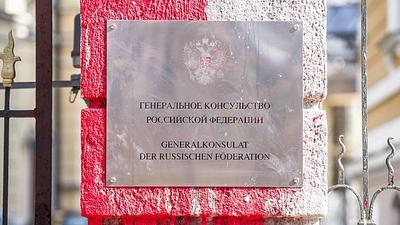 ГЕНЕРАЛЬНОЕ КОНСУЛЬСТВО
РОССИЙСКОЙ ФЕДЕРАЦИИ
GENERALKONSULAT
DER RUSSISCHEN FÖDERATION